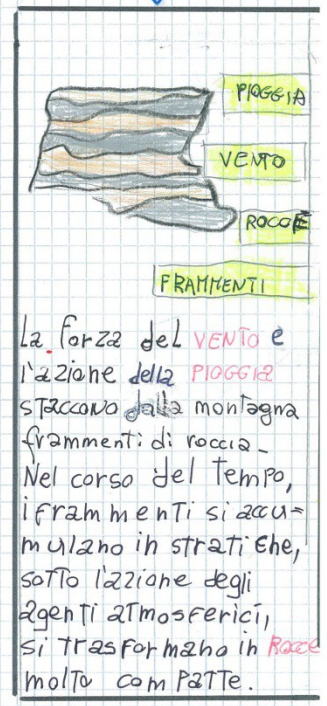 PIOGGIA
VENTO
ROCCE
FRAMMENTI
La forza del VENTO e
l'azione della PIOGGIA
STACCANO dalla montagna
frammenti di roccia.
Nel corso del tempo,
i frammenti si accu=
mulano in strati che,
sotto l'azione degli
agenti atmosferici,
si trasformano in Rocce
molto compatte.